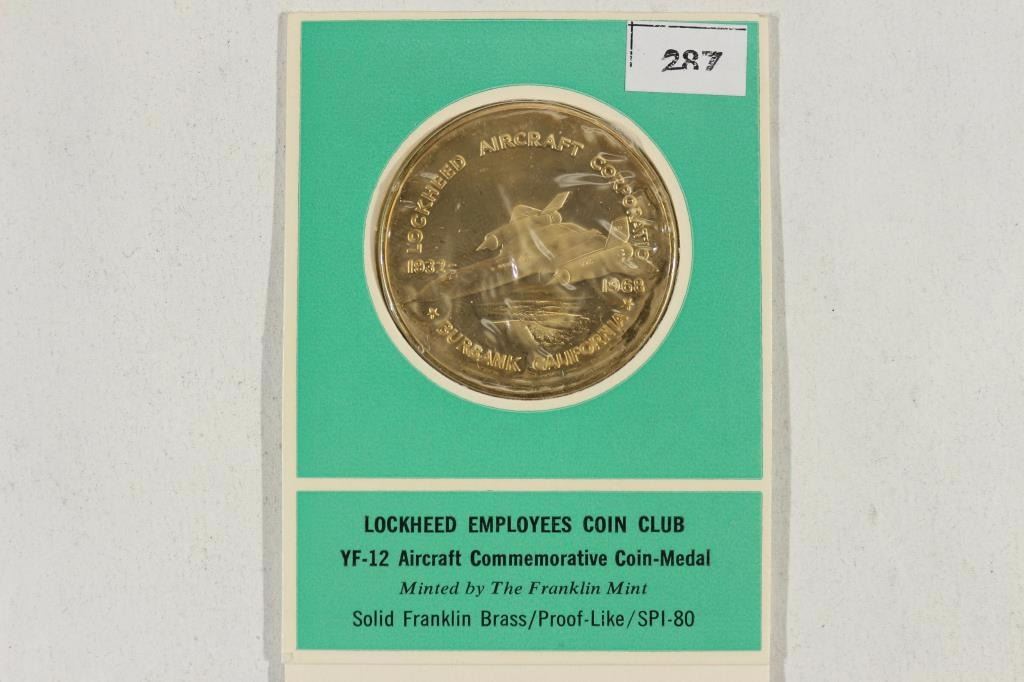 287
LOCKHEED AIRCRAFT CORPORATION
1937
1968
★ BURBANK CALIFORNIA ★
LOCKHEED EMPLOYEES COIN CLUB
YF-12 Aircraft Commemorative Coin-Medal
Minted by The Franklin Mint
Solid Franklin Brass/Proof-Like/SPI-80